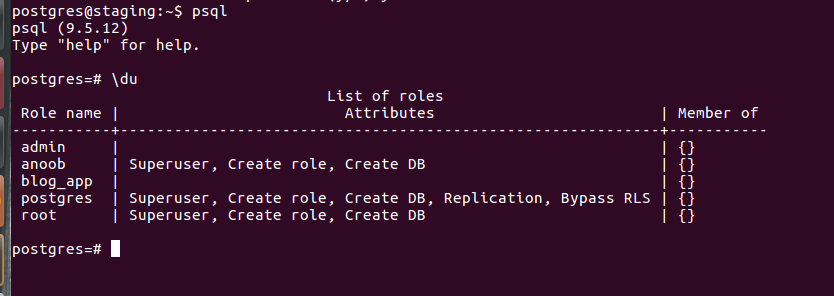 postgres@staging:~$ psql
psql (9.5.12)
Type "help" for help.
postgres=# \du
List of roles
Role name | Attributes | Member of
-----------+------------------------------------------------------------+-----------
admin | | {}
anoob | Superuser, Create role, Create DB | {}
blog_app | | {}
postgres | Superuser, Create role, Create DB, Replication, Bypass RLS | {}
root | Superuser, Create role, Create DB | {}
postgres=#